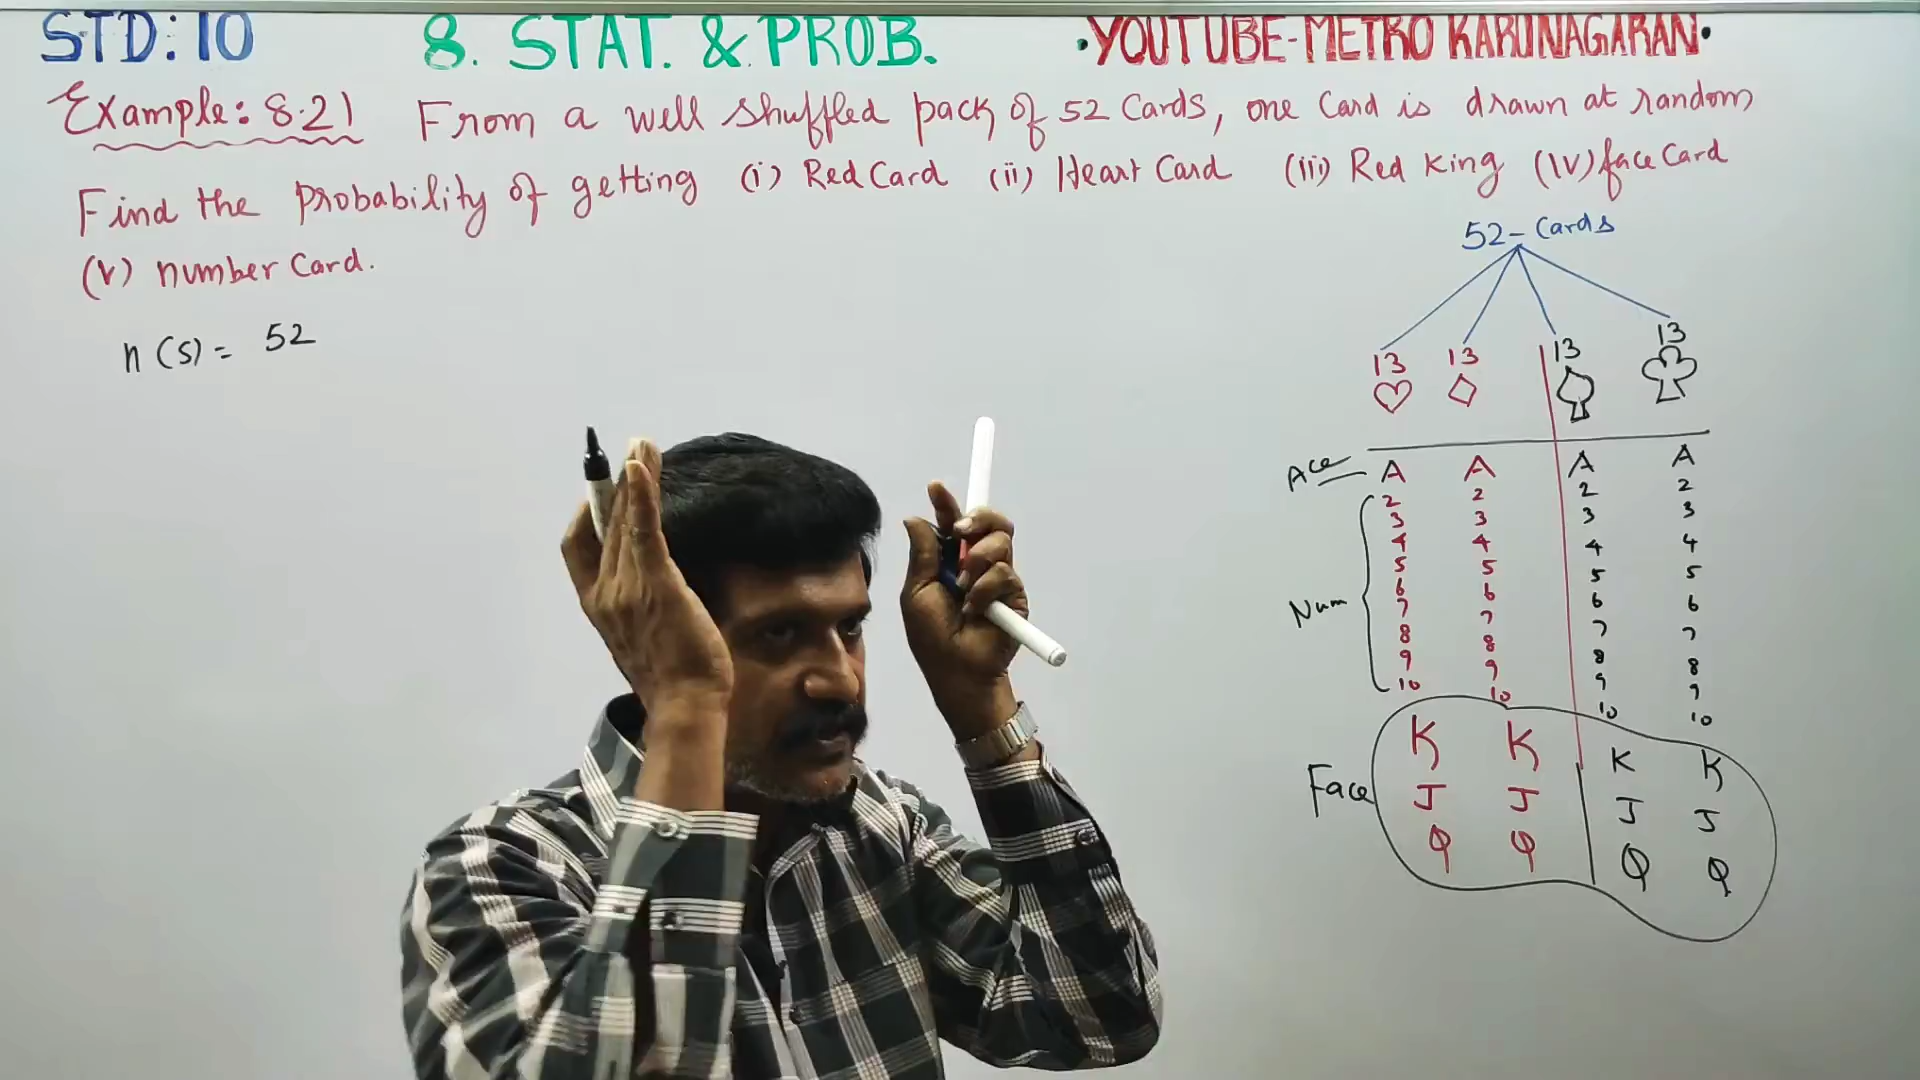 STD: 10 8. STAT. & PROB. • YOUTUBE-METRO KARUNAGARAN •
Example: 8.21 From a well shuffled pack of 52 Cards, one Card is drawn at random
Find the Probability of getting (i) Red Card (ii) Heart Card (iii) Red King (iv) face Card
(v) number Card.
n(s) = 52
52 - Cards
13 13 13 13
♡ ♢ ♤ ♧
Ace A A A A
2 2 2 2
3 3 3 3
4 4 4 4
5 5 5 5
Num 6 6 6 6
7 7 7 7
8 8 8 8
9 9 9 9
10 10 10 10
K K K K
Face J J J J
Q Q Q Q